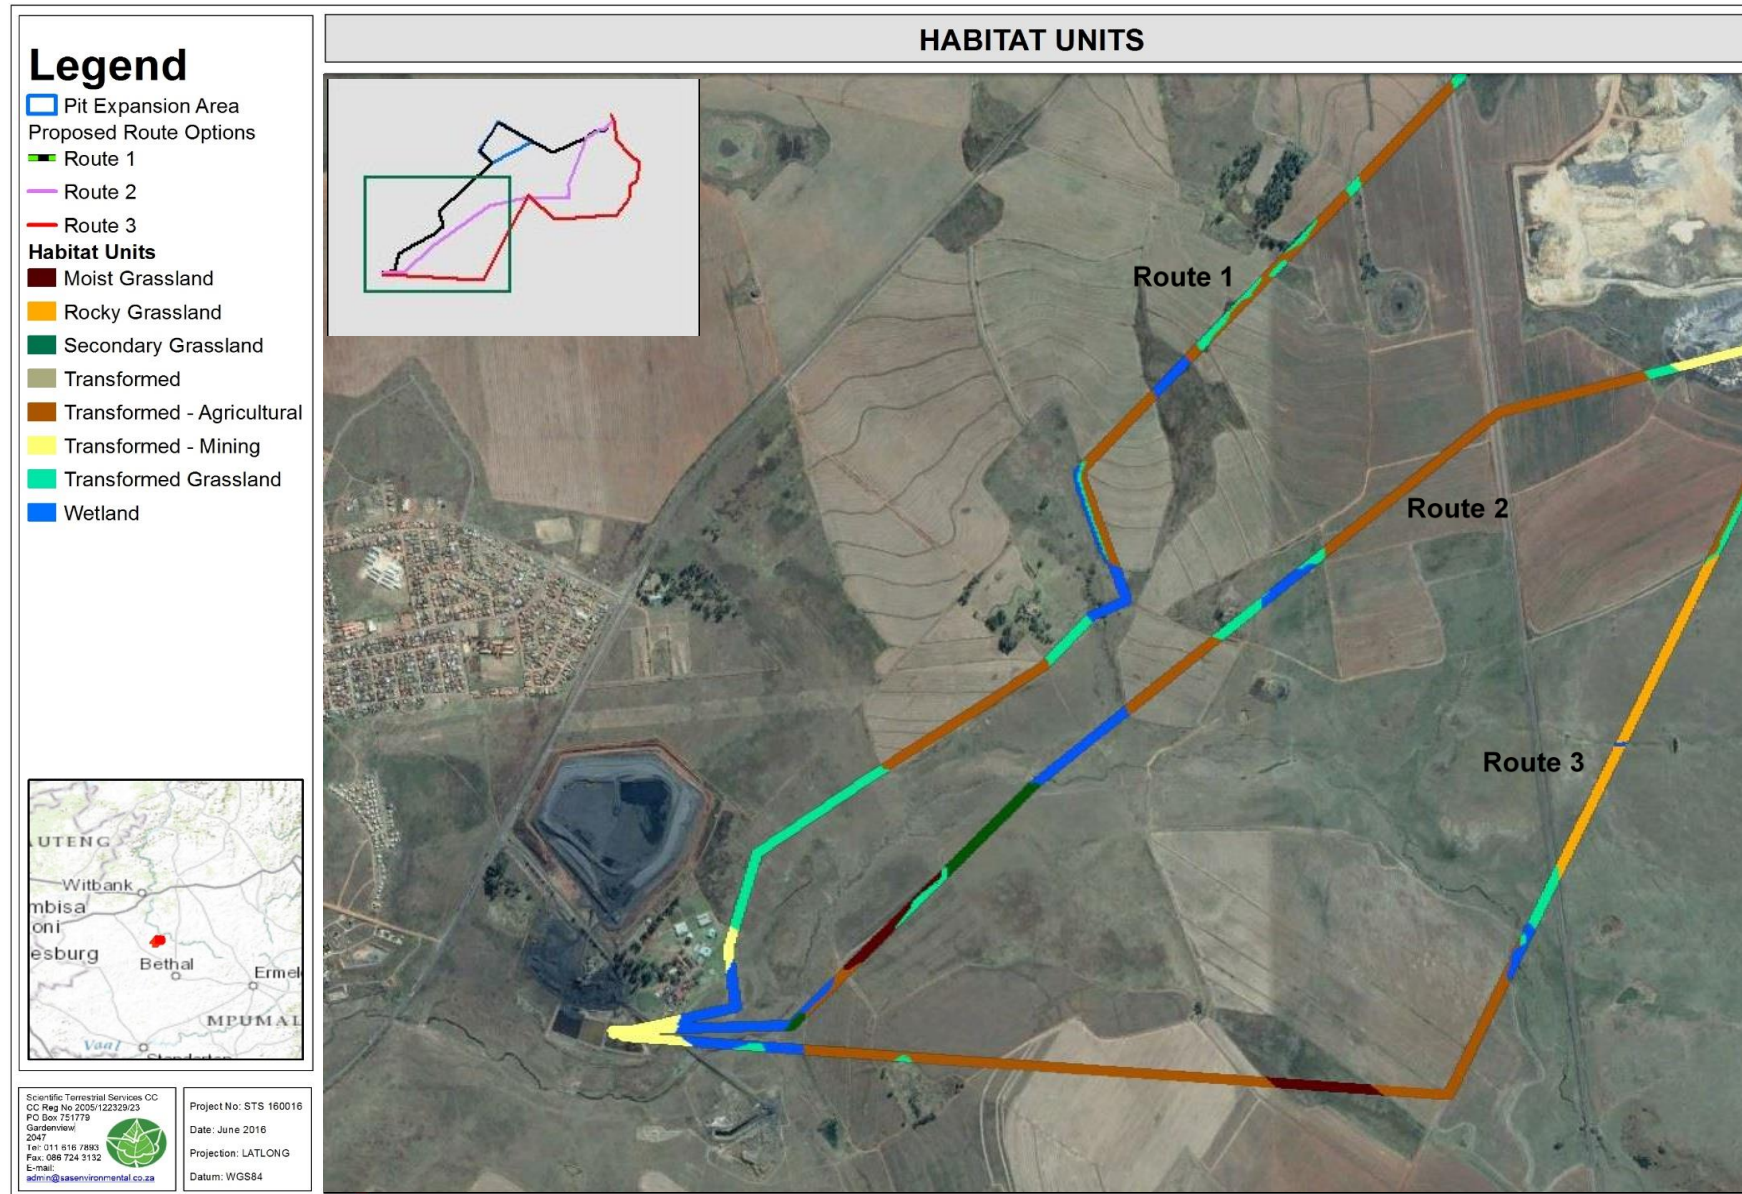 HABITAT UNITS
Legend
Pit Expansion Area
Proposed Route Options
Route 1
Route 2
Route 3
Habitat Units
Moist Grassland
Rocky Grassland
Secondary Grassland
Transformed
Transformed - Agricultural
Transformed - Mining
Transformed Grassland
Wetland
Route 1
Route 2
Route 3
AUTENG
Witbank
mbisa
oni
esburg
Bethal
Ermel
MPUMAL
Vaal
Standerton
Scientific Terrestrial Services CC
CC Reg No 2005/122329/23
PO Box 751779
Gardenview
2047
Tel: 011 616 7893
Fax: 086 724 3132
E-mail:
admin@sasenvironmental.co.za
Project No: STS 160016
Date: June 2016
Projection: LATLONG
Datum: WGS84